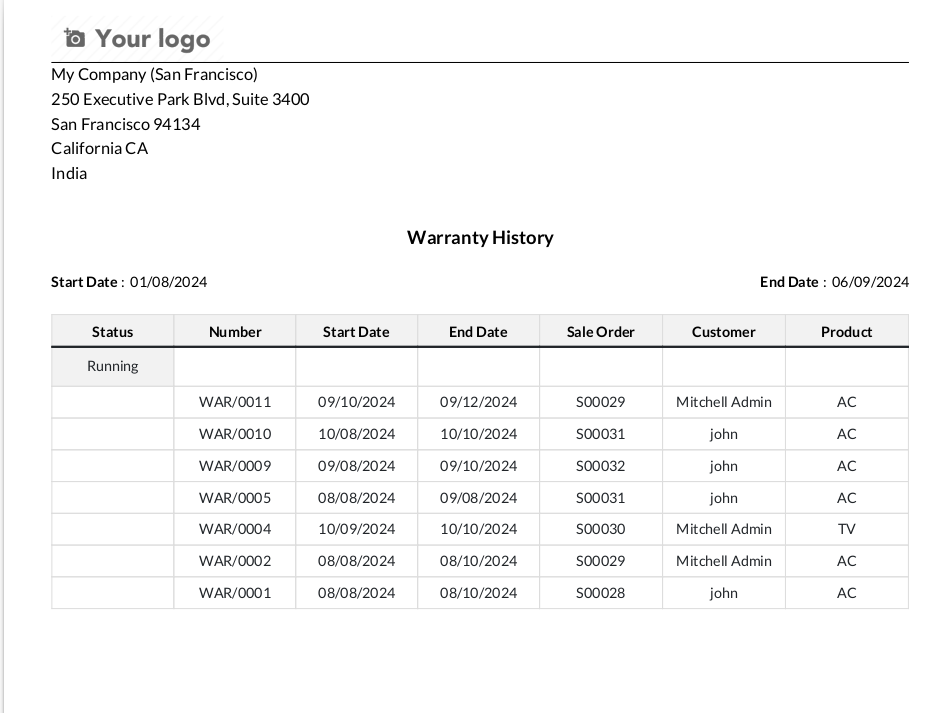 Your logo
My Company (San Francisco)
250 Executive Park Blvd, Suite 3400
San Francisco 94134
California CA
India
Warranty History
Start Date : 01/08/2024 End Date : 06/09/2024
Status Number Start Date End Date Sale Order Customer Product
Running
WAR/0011 09/10/2024 09/12/2024 S00029 Mitchell Admin AC
WAR/0010 10/08/2024 10/10/2024 S00031 john AC
WAR/0009 09/08/2024 09/10/2024 S00032 john AC
WAR/0005 08/08/2024 09/08/2024 S00031 john AC
WAR/0004 10/09/2024 10/10/2024 S00030 Mitchell Admin TV
WAR/0002 08/08/2024 08/10/2024 S00029 Mitchell Admin AC
WAR/0001 08/08/2024 08/10/2024 S00028 john AC